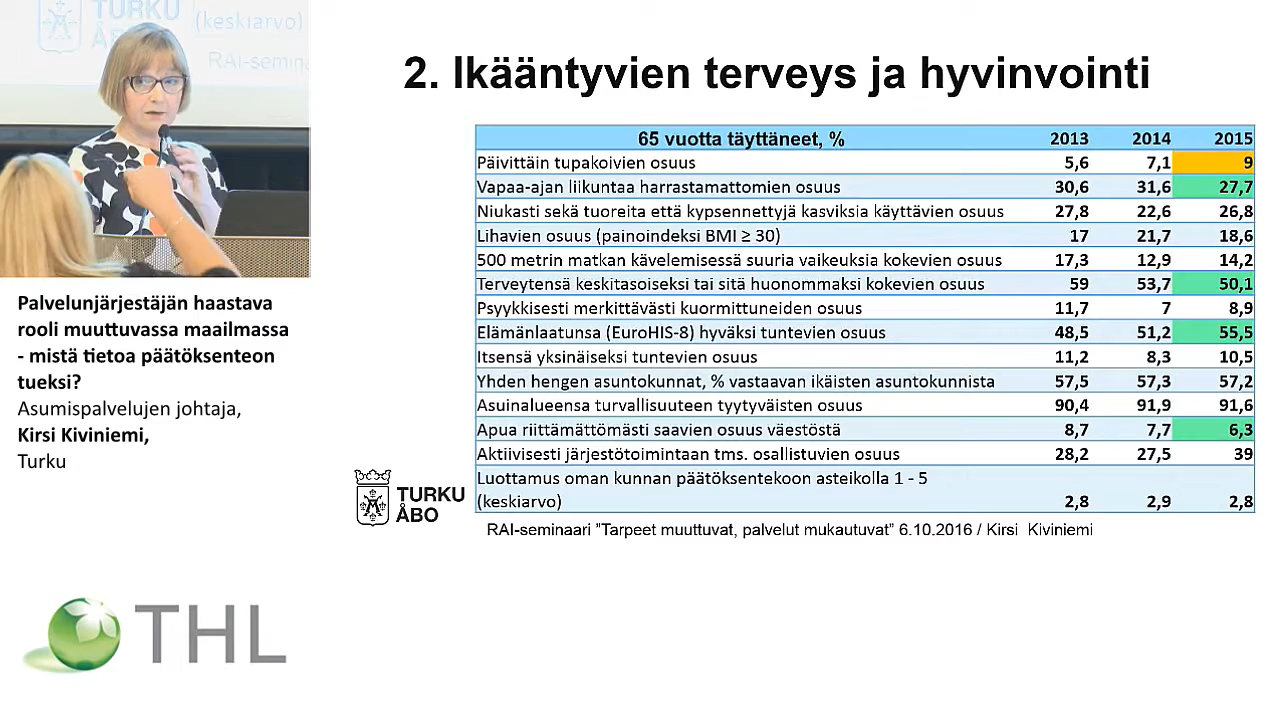 TURKU
ÅB
(keskiarvo)
RAI-semina
2. Ikääntyvien terveys ja hyvinvointi
65 vuotta täyttäneet, % 2013 2014 2015
Päivittäin tupakoivien osuus 5,6 7,1 9
Vapaa-ajan liikuntaa harrastamattomien osuus 30,6 31,6 27,7
Niukasti sekä tuoreita että kypsennettyjä kasviksia käyttävien osuus 27,8 22,6 26,8
Lihavien osuus (painoindeksi BMI ≥ 30) 17 21,7 18,6
500 metrin matkan kävelemisessä suuria vaikeuksia kokevien osuus 17,3 12,9 14,2
Terveytensä keskitasoiseksi tai sitä huonommaksi kokevien osuus 59 53,7 50,1
Psyykkisesti merkittävästi kuormittuneiden osuus 11,7 7 8,9
Elämänlaatunsa (EuroHIS-8) hyväksi tuntevien osuus 48,5 51,2 55,5
Itsensä yksinäiseksi tuntevien osuus 11,2 8,3 10,5
Yhden hengen asuntokunnat, % vastaavan ikäisten asuntokunnista 57,5 57,3 57,2
Asuinalueensa turvallisuuteen tyytyväisten osuus 90,4 91,9 91,6
Apua riittämättömästi saavien osuus väestöstä 8,7 7,7 6,3
Aktiivisesti järjestötoimintaan tms. osallistuvien osuus 28,2 27,5 39
Luottamus oman kunnan päätöksentekoon asteikolla 1 - 5
(keskiarvo) 2,8 2,9 2,8
TURKU
ÅBO
RAI-seminaari ”Tarpeet muuttuvat, palvelut mukautuvat” 6.10.2016 / Kirsi Kiviniemi
Palvelunjärjestäjän haastava
rooli muuttuvassa maailmassa
- mistä tietoa päätöksenteon
tueksi?
Asumispalvelujen johtaja,
Kirsi Kiviniemi,
Turku
THL